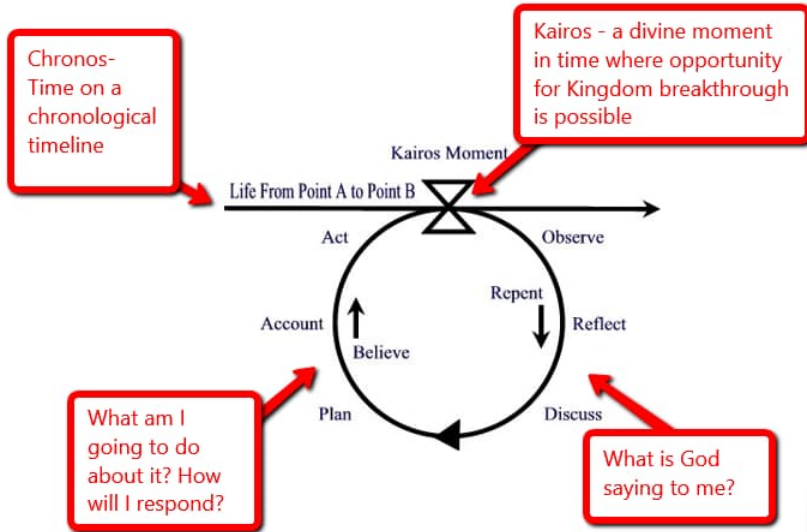 Chronos-
Time on a
chronological
timeline
Kairos - a divine moment
in time where opportunity
for Kingdom breakthrough
is possible
Kairos Moment
Life From Point A to Point B
Act
Observe
Repent
Account
Reflect
Believe
Plan
Discuss
What am I
going to do
about it? How
will I respond?
What is God
saying to me?